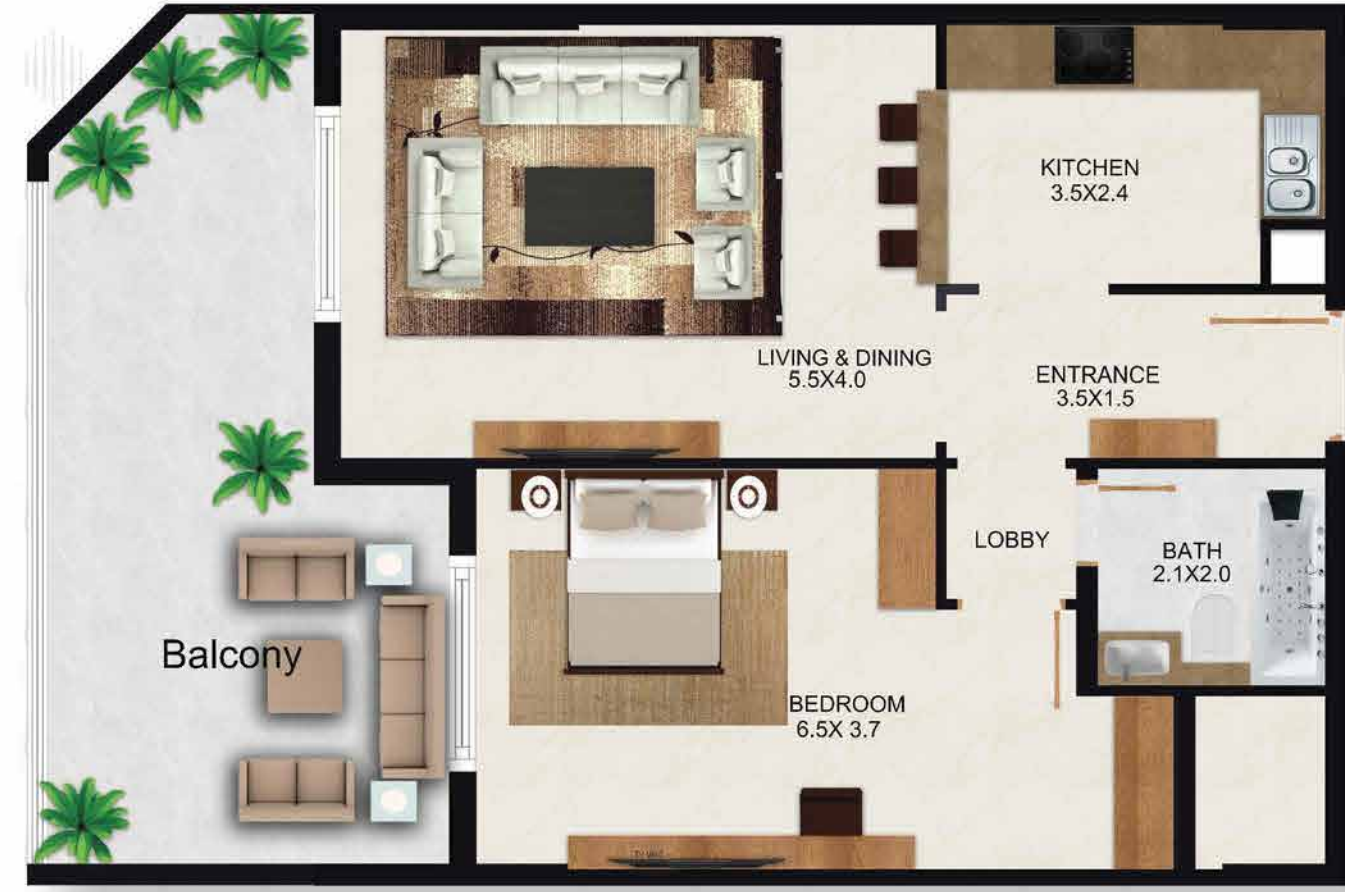 KITCHEN
3.5X2.4
LIVING & DINING
5.5X4.0
ENTRANCE
3.5X1.5
LOBBY
BATH
2.1X2.0
Balcony
BEDROOM
6.5X 3.7